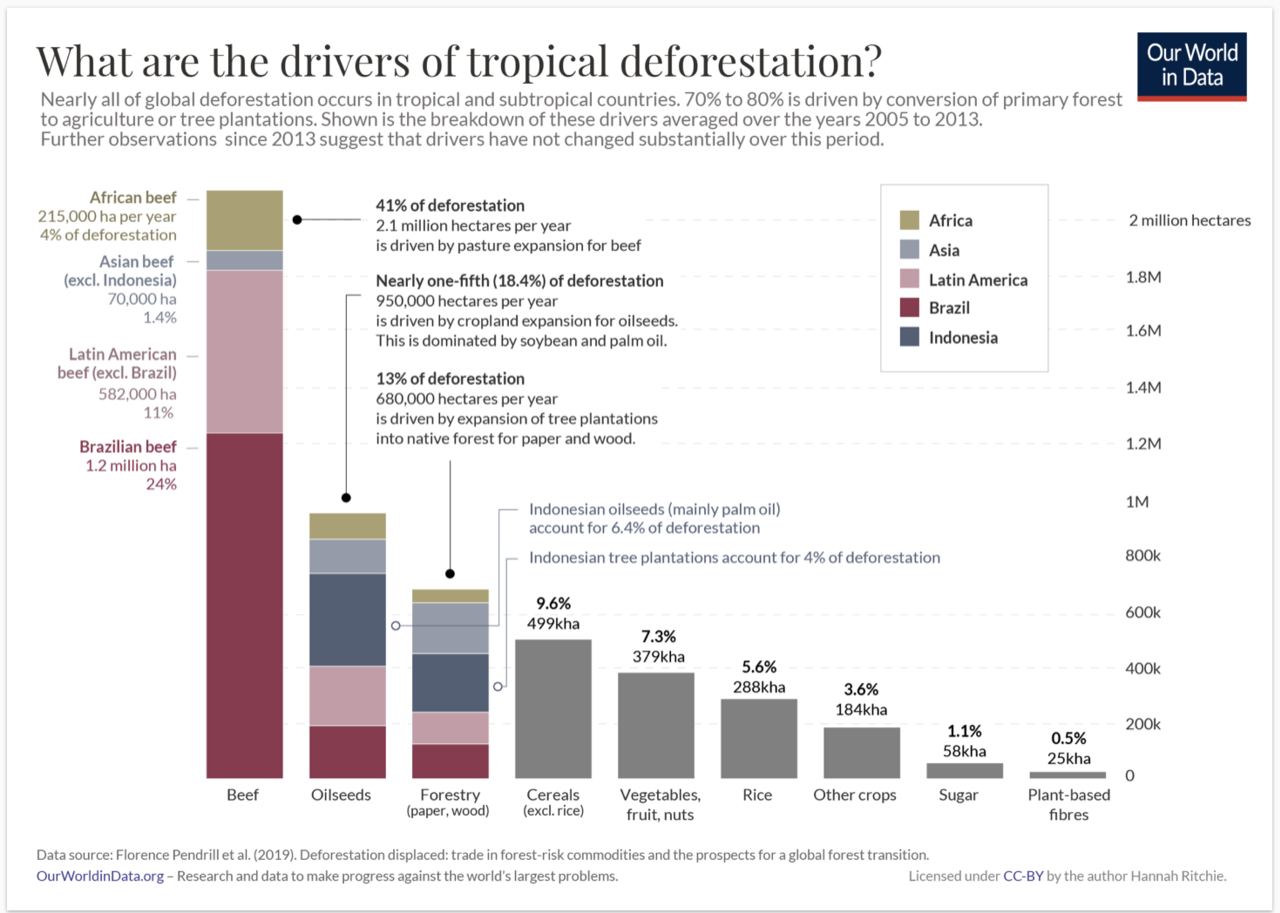 What are the drivers of tropical deforestation?
Our World
in Data
Nearly all of global deforestation occurs in tropical and subtropical countries. 70% to 80% is driven by conversion of primary forest
to agriculture or tree plantations. Shown is the breakdown of these drivers averaged over the years 2005 to 2013.
Further observations since 2013 suggest that drivers have not changed substantially over this period.
African beef
215,000 ha per year
4% of deforestation
Asian beef
(excl. Indonesia)
70,000 ha
1.4%
Latin American
beef (excl. Brazil)
582,000 ha
11%
Brazilian beef
1.2 million ha
24%
41% of deforestation
2.1 million hectares per year
is driven by pasture expansion for beef
Nearly one-fifth (18.4%) of deforestation
950,000 hectares per year
is driven by cropland expansion for oilseeds.
This is dominated by soybean and palm oil.
13% of deforestation
680,000 hectares per year
is driven by expansion of tree plantations
into native forest for paper and wood.
Indonesian oilseeds (mainly palm oil)
account for 6.4% of deforestation
Indonesian tree plantations account for 4% of deforestation
Africa
Asia
Latin America
Brazil
Indonesia
2 million hectares
1.8M
1.6M
1.4M
1.2M
1M
800k
600k
400k
200k
0
9.6%
499kha
7.3%
379kha
5.6%
288kha
3.6%
184kha
1.1%
58kha
0.5%
25kha
Beef
Oilseeds
Forestry
(paper, wood)
Cereals
(excl. rice)
Vegetables,
fruit, nuts
Rice
Other crops
Sugar
Plant-based
fibres
Data source: Florence Pendrill et al. (2019). Deforestation displaced: trade in forest-risk commodities and the prospects for a global forest transition.
OurWorldinData.org – Research and data to make progress against the world's largest problems.
Licensed under CC-BY by the author Hannah Ritchie.